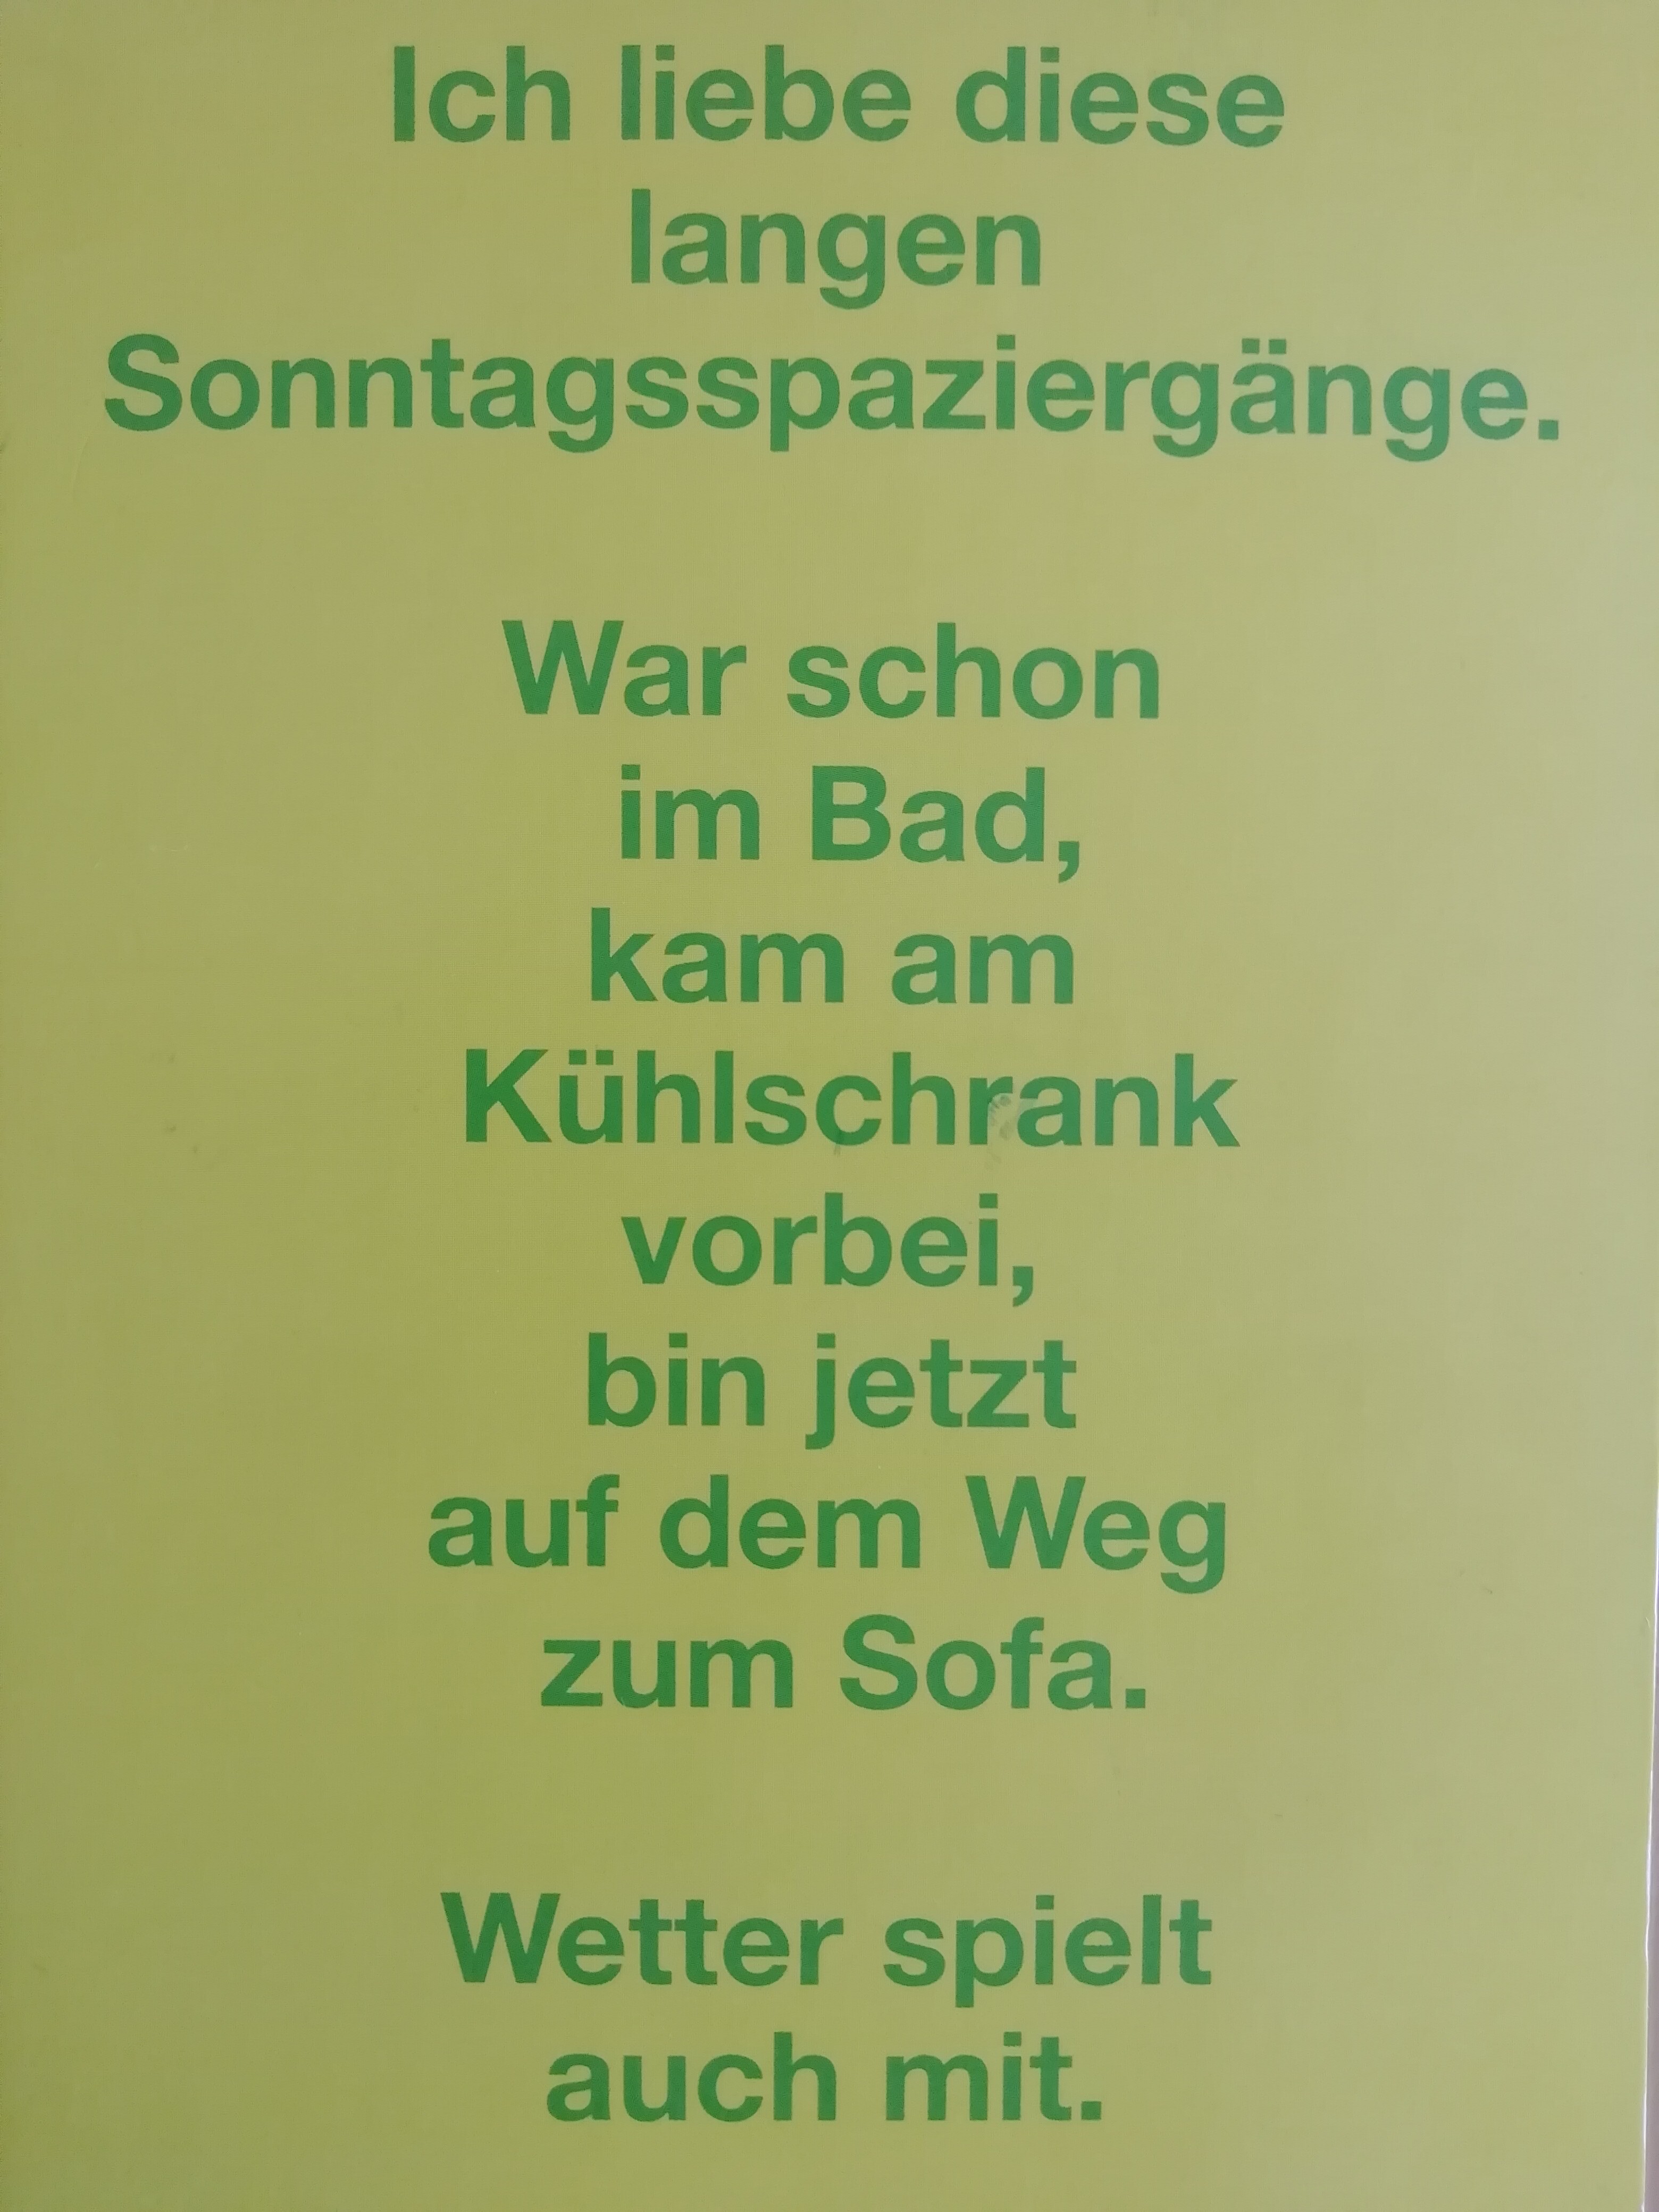 Ich liebe diese
langen
Sonntagsspaziergänge.
War schon
im Bad,
kam am
Kühlschrank
vorbei,
bin jetzt
auf dem Weg
zum Sofa.
Wetter spielt
auch mit.